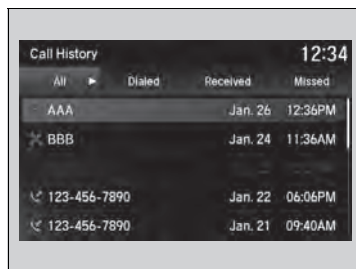 Call History 12:34
All Dialed Received Missed
AAA Jan. 26 12:36PM
BBB Jan. 24 11:36AM
123-456-7890 Jan. 22 06:06PM
123-456-7890 Jan. 21 09:40AM